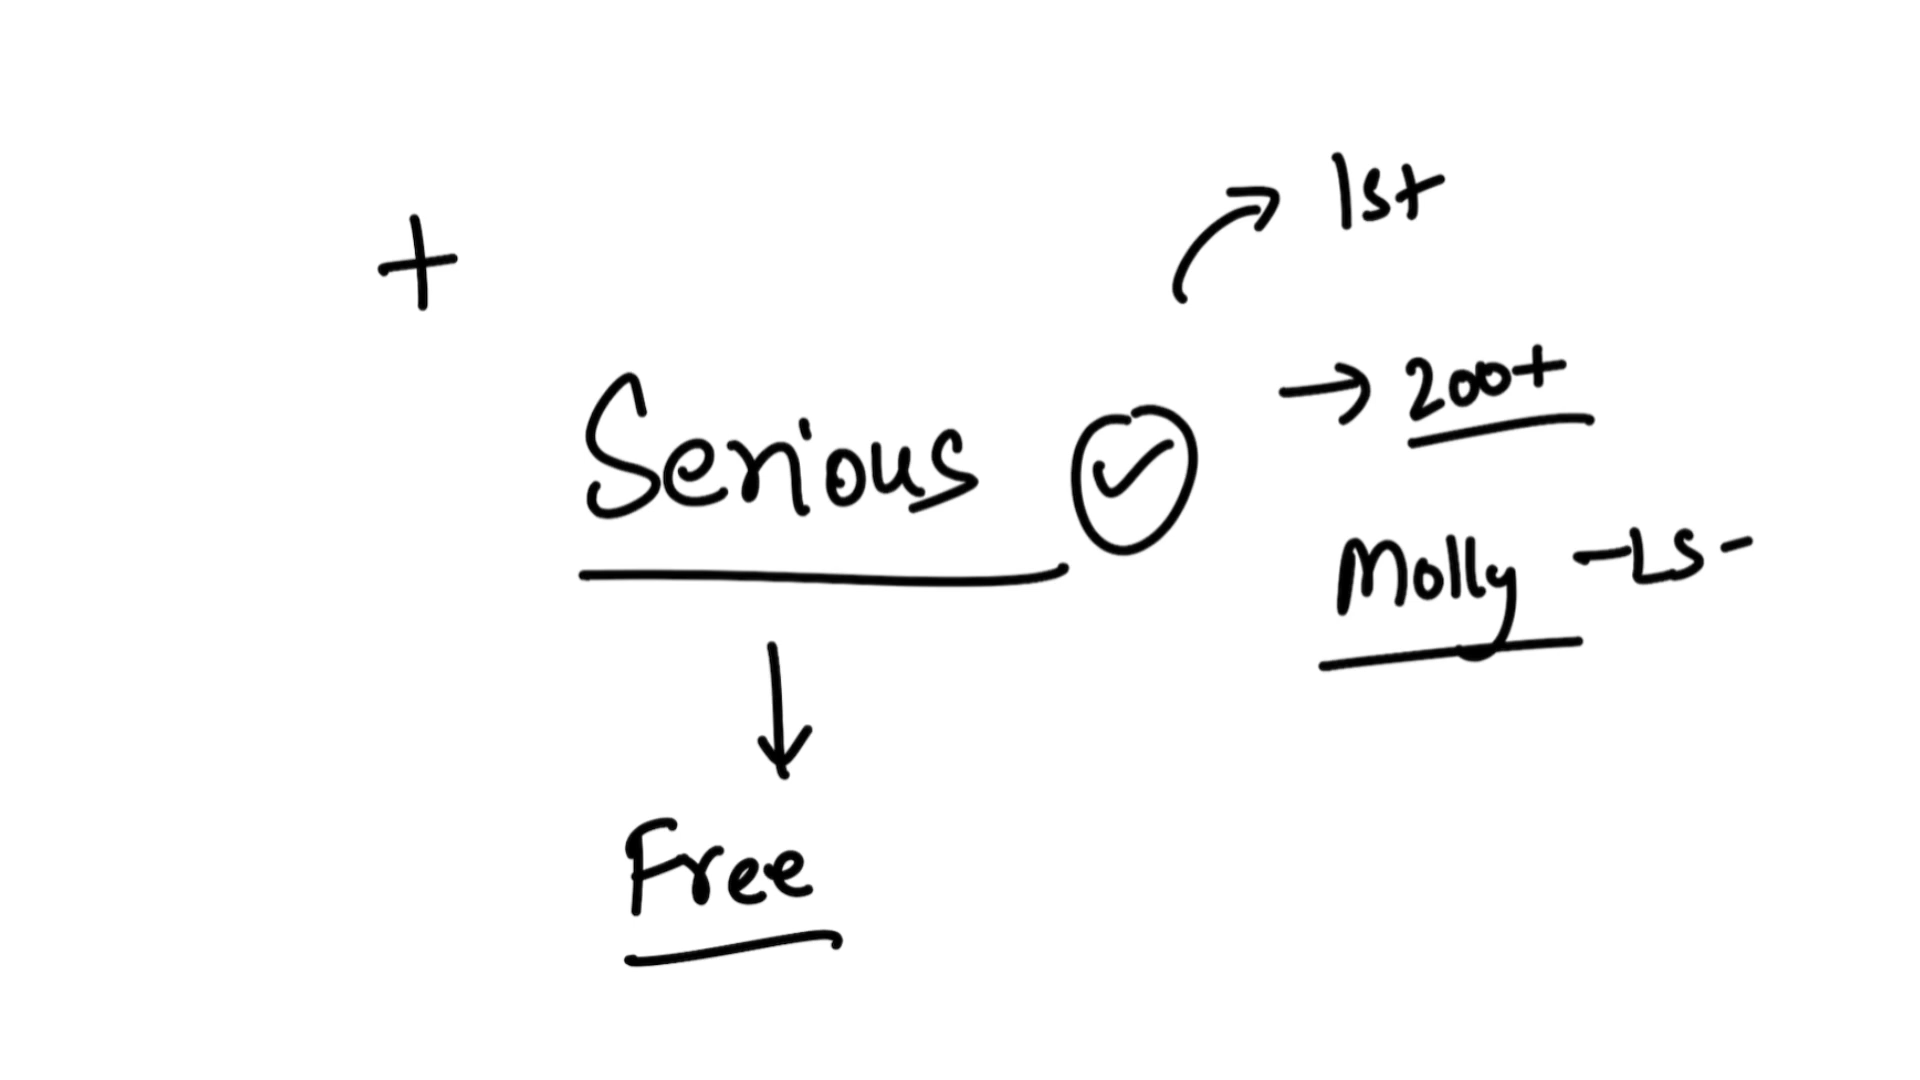 +
1st
Serious ✓
→ 200+
Molly - LS -
↓
Free